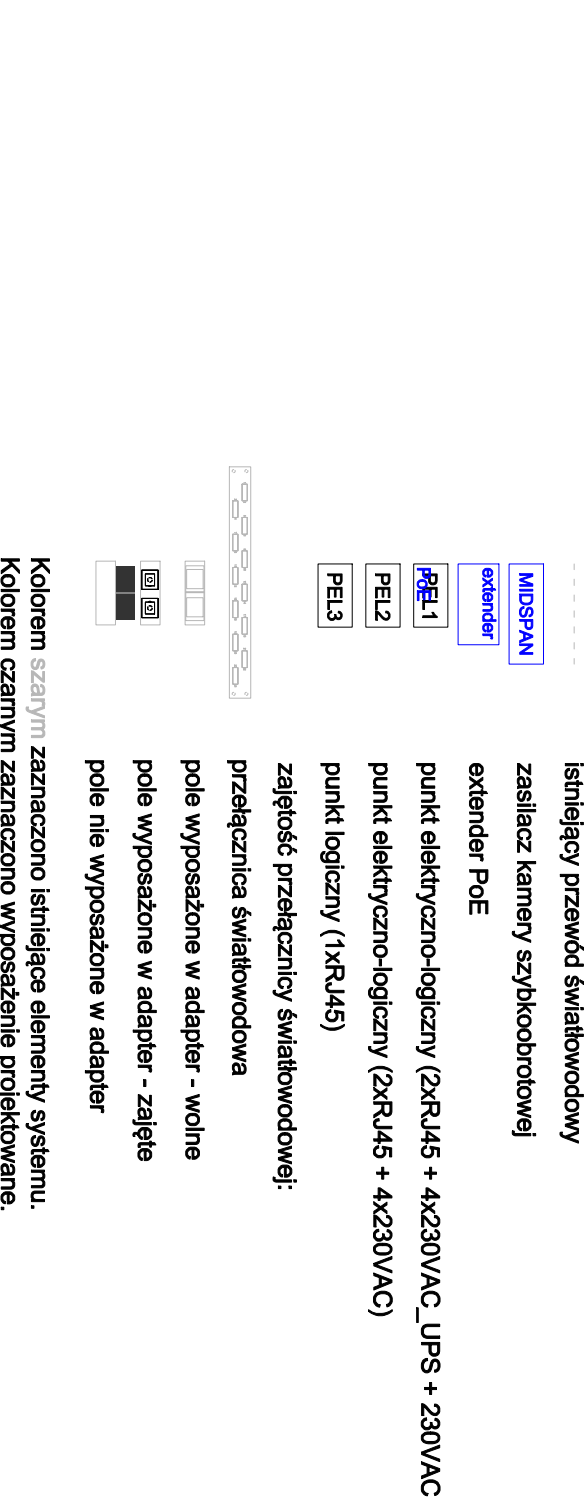 istniejący przewód światłowodowy
MIDSPAN zasilacz kamery szybkoobrotowej
extender PoE extender PoE
PEL1 punkt elektryczno-logiczny (2xRJ45 + 4x230VAC_UPS + 230VAC
PEL2 punkt elektryczno-logiczny (2xRJ45 + 4x230VAC)
PEL3 punkt logiczny (1xRJ45)
zajętość przełącznicy światłowodowej:
przełącznica światłowodowa
pole wyposażone w adapter - wolne
pole wyposażone w adapter - zajęte
pole nie wyposażone w adapter
Kolorem szarym zaznaczono istniejące elementy systemu.
Kolorem czarnym zaznaczono wyposażenie projektowane.